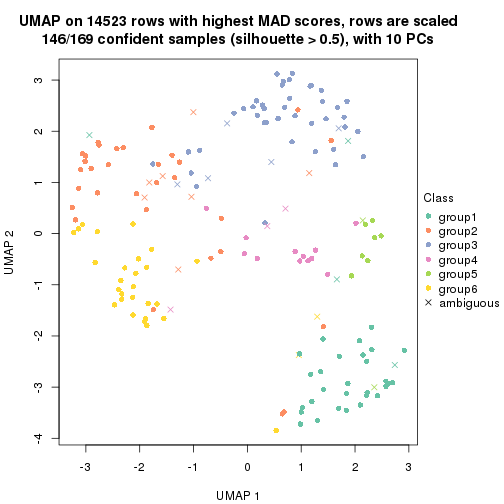 UMAP on 14523 rows with highest MAD scores, rows are scaled
146/169 confident samples (silhouette > 0.5), with 10 PCs
3
2
1
0
-1
-2
-3
-4
UMAP 2
-3
-2
-1
0
1
2
3
UMAP 1
Class
group1
group2
group3
group4
group5
group6
ambiguous